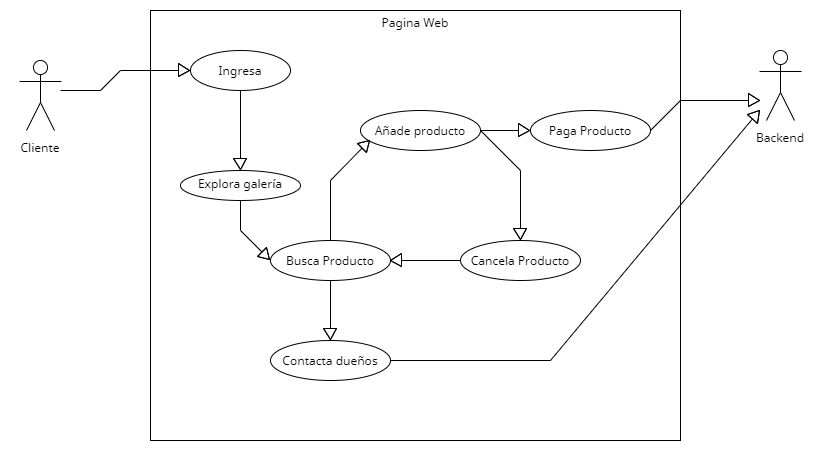 Pagina Web
Ingresa
Cliente
Añade producto
Paga Producto
Backend
Explora galería
Busca Producto
Cancela Producto
Contacta dueños